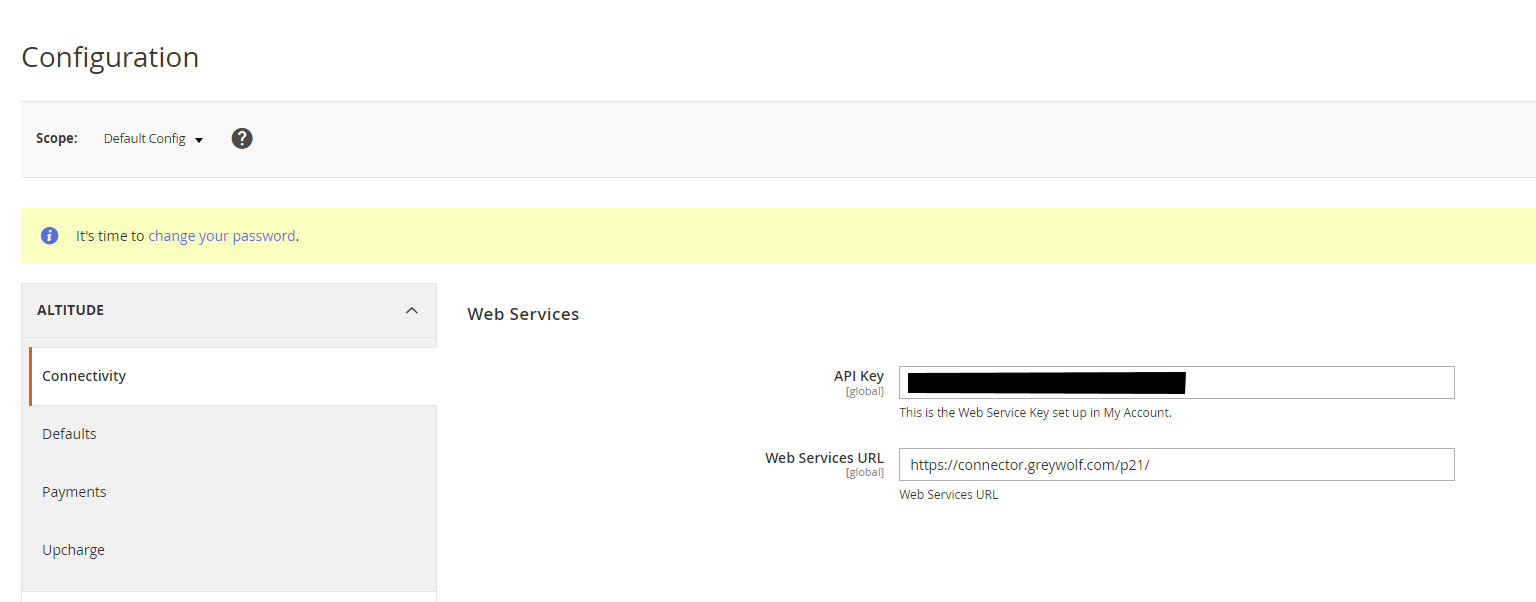 Configuration
Scope: Default Config ?
i It's time to change your password.
ALTITUDE
Connectivity
Defaults
Payments
Upcharge
Web Services
API Key
[global]
This is the Web Service Key set up in My Account.
Web Services URL
[global]
https://connector.greywolf.com/p21/
Web Services URL